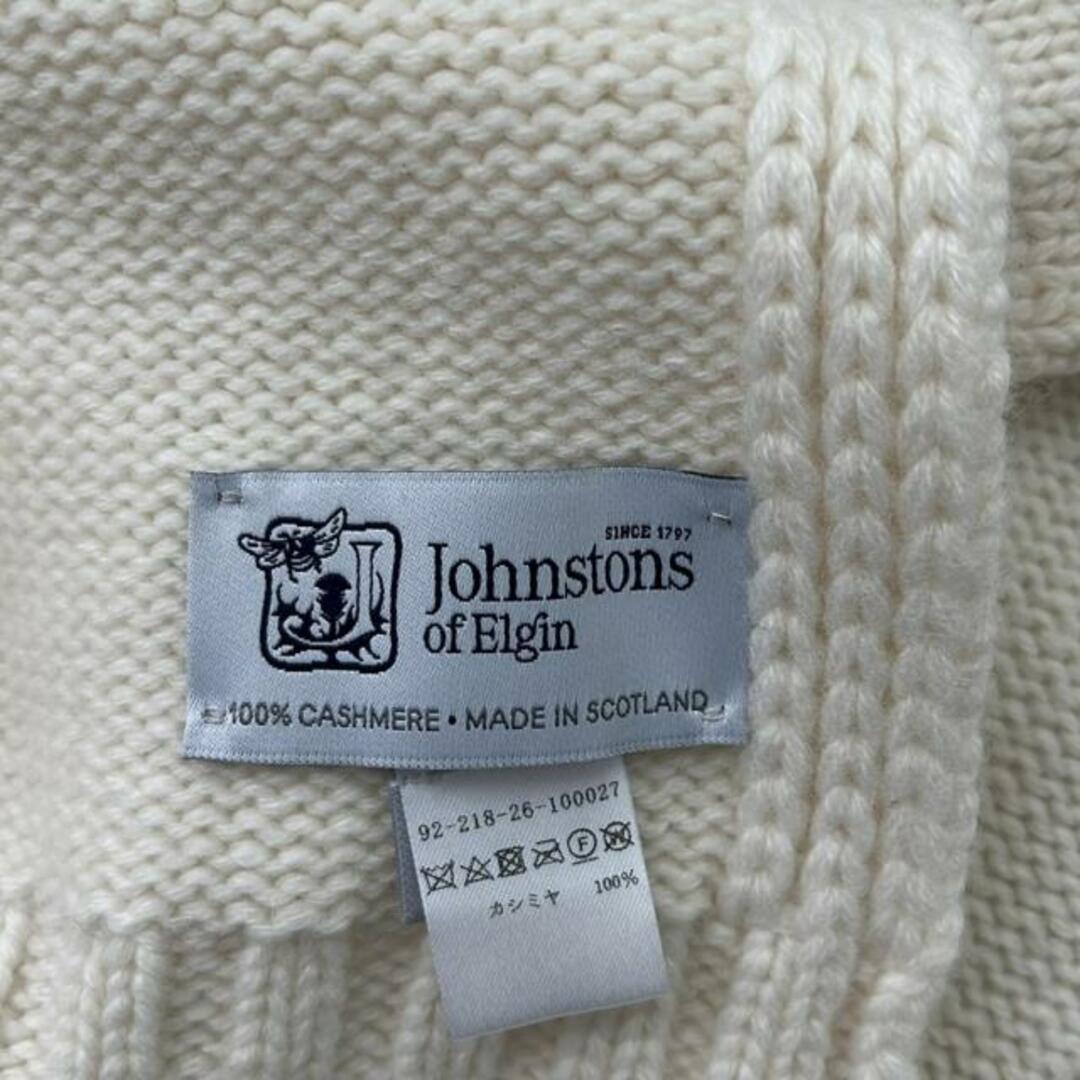 SINCE 1797
Johnstons
of Elgin
100% CASHMERE • MADE IN SCOTLAND
92-218-26-100027
F W
カシミヤ 100%